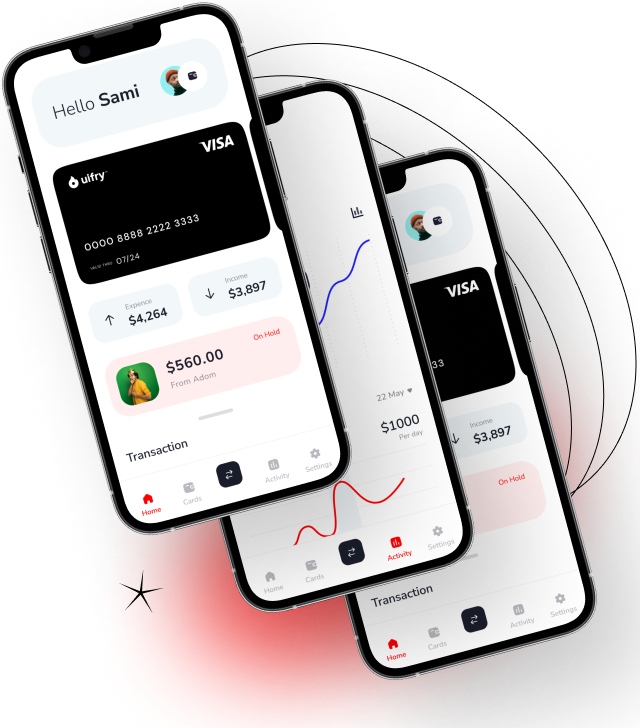 Hello Sami
uifry
VISA
0000 8888 2222 3333
VALID THRU 07/24
Expence
$4,264
Income
$3,897
$560.00
From Adom
On Hold
Transaction
Home
Cards
Activity
Settings
22 May
$1000
Per day
Home
Cards
Activity
Settings
VISA
33
Income
$3,897
On Hold
Transaction
Home
Cards
Activity
Settings